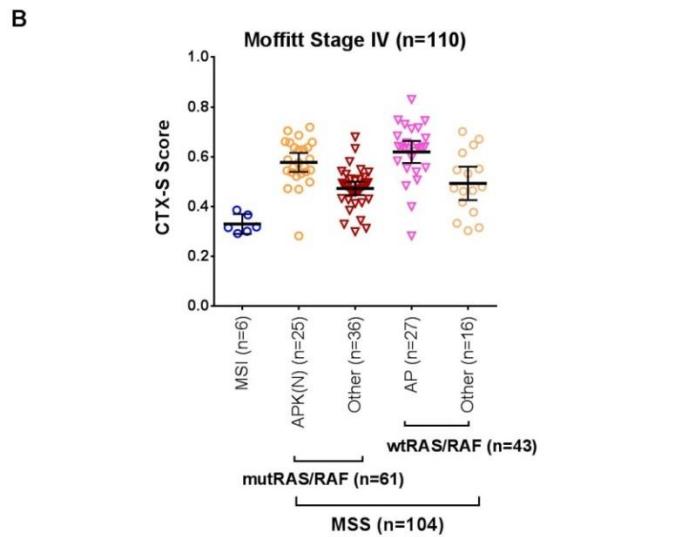 B
Moffitt Stage IV (n=110)
CTX-S Score
1.0
0.8
0.6
0.4
0.2
0.0
MSI (n=6)
APK(N) (n=25)
Other (n=36)
AP (n=27)
Other (n=16)
wtRAS/RAF (n=43)
mutRAS/RAF (n=61)
MSS (n=104)